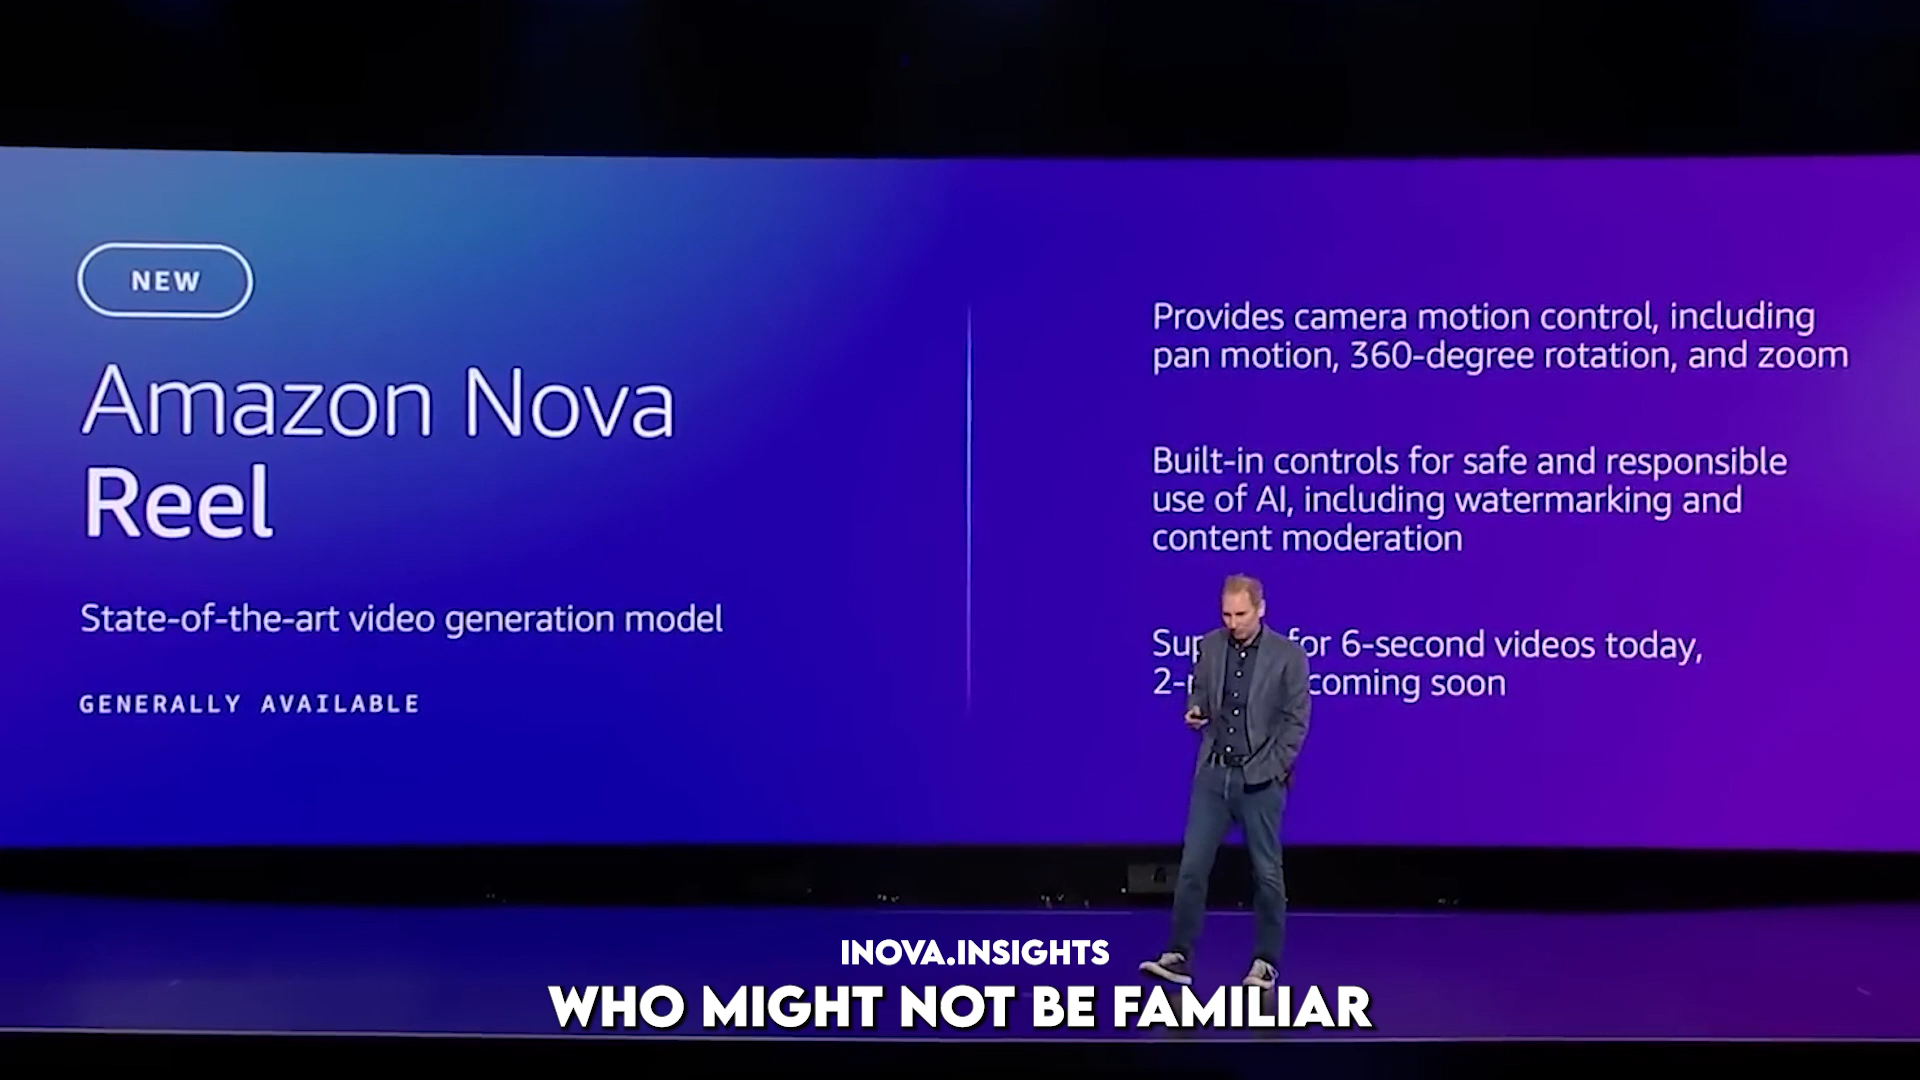 NEW
Amazon Nova
Reel
State-of-the-art video generation model
GENERALLY AVAILABLE
Provides camera motion control, including
pan motion, 360-degree rotation, and zoom
Built-in controls for safe and responsible
use of AI, including watermarking and
content moderation
for 6-second videos today,
coming soon
INOVA.INSIGHTS
WHO MIGHT NOT BE FAMILIAR